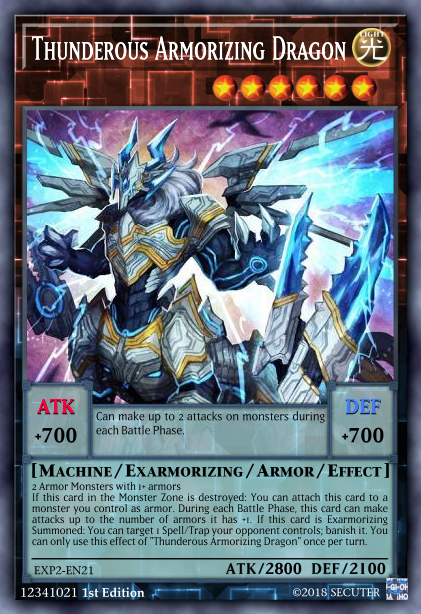 THUNDEROUS ARMORIZING DRAGON
LIGHT
光
ATK
+700
Can make up to 2 attacks on monsters during
each Battle Phase.
DEF
+700
[MACHINE/EXARMORIZING/ARMOR/EFFECT]
2 Armor Monsters with 1+ armors
If this card in the Monster Zone is destroyed: You can attach this card to a
monster you control as armor. During each Battle Phase, this card can make
attacks up to the number of armors it has +1. If this card is Exarmorizing
Summoned: You can target 1 Spell/Trap your opponent controls; banish it. You
can only use this effect of "Thunderous Armorizing Dragon" once per turn.
EXP2-EN21
ATK/2800 DEF/2100
12341021 1st Edition
©2018 SECUTER